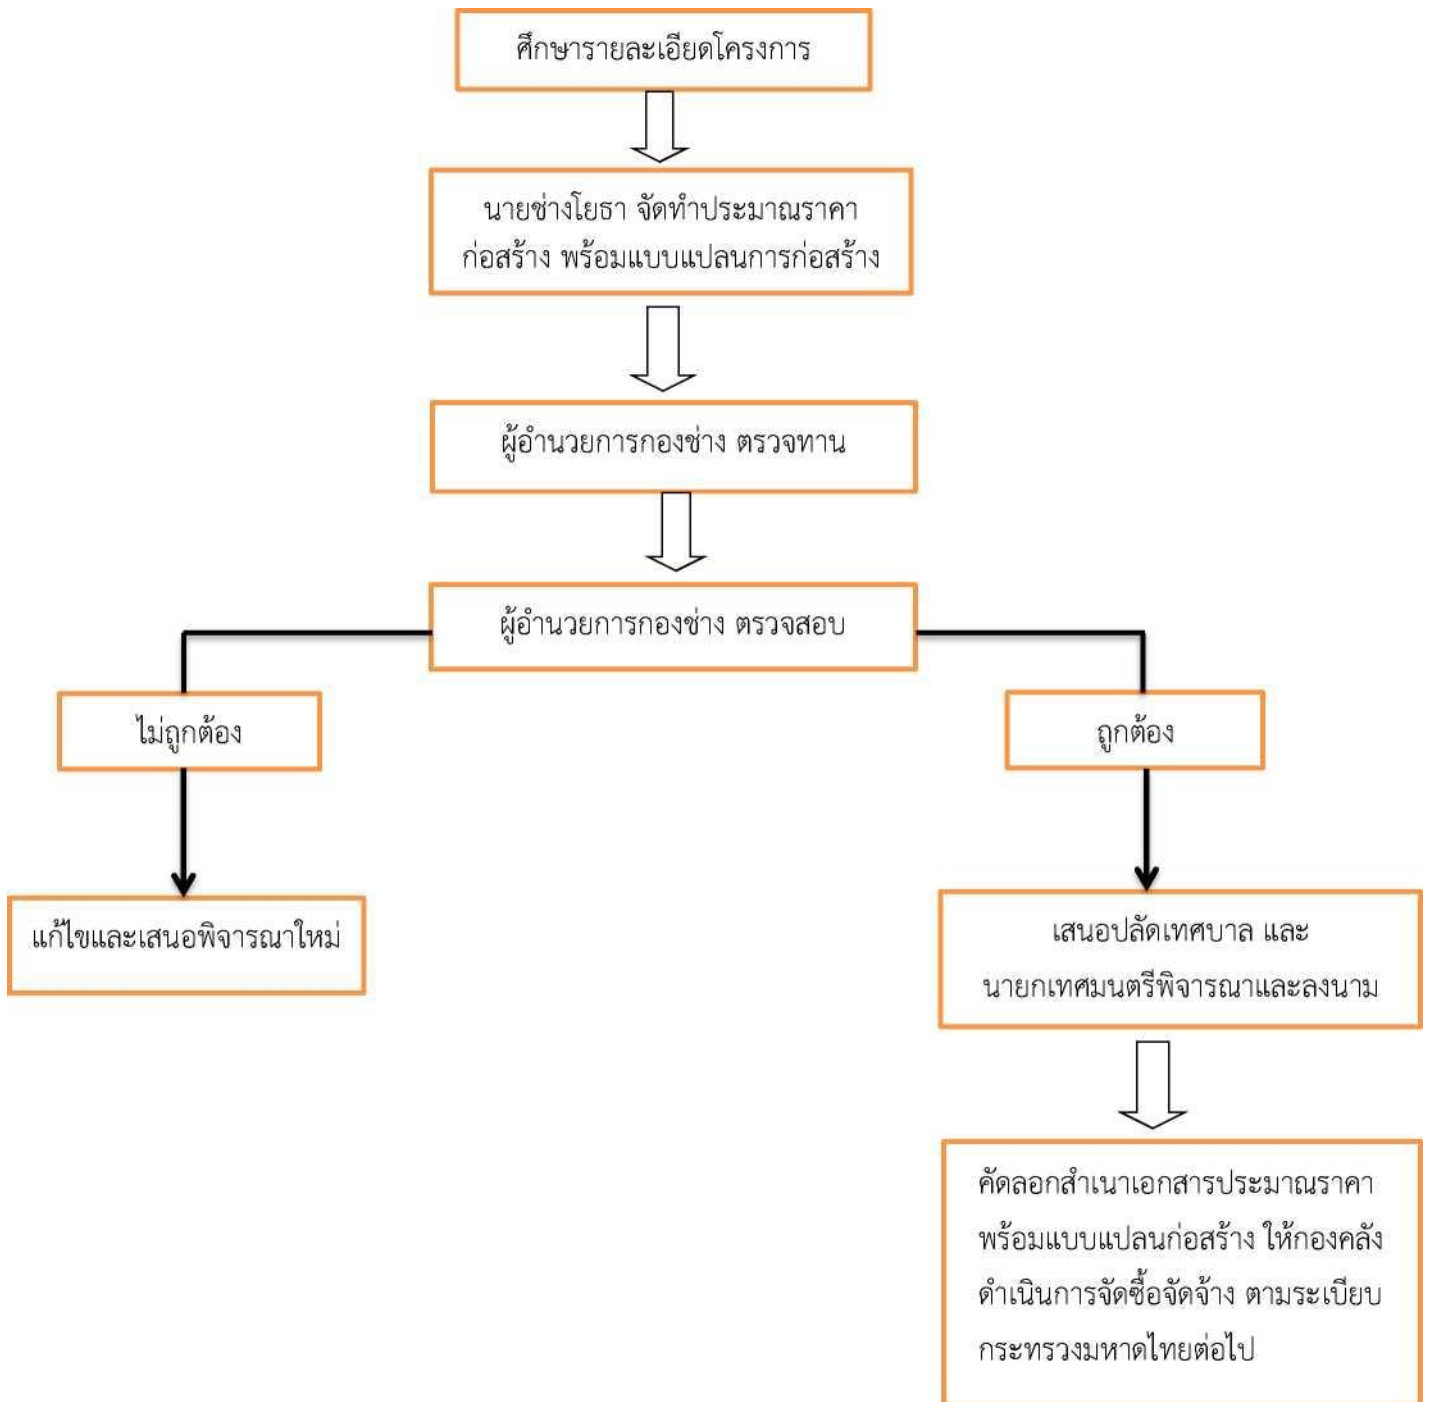 ศึกษารายละเอียดโครงการ
นายช่างโยธา จัดทำประมาณราคา
ก่อสร้าง พร้อมแบบแปลนการก่อสร้าง
ผู้อำนวยการกองช่าง ตรวจทาน
ผู้อำนวยการกองช่าง ตรวจสอบ
ไม่ถูกต้อง
ถูกต้อง
แก้ไขและเสนอพิจารณาใหม่
เสนอปลัดเทศบาล และ
นายกเทศมนตรีพิจารณาและลงนาม
คัดลอกสำเนาเอกสารประมาณราคา
พร้อมแบบแปลนก่อสร้าง ให้กองคลัง
ดำเนินการจัดซื้อจัดจ้าง ตามระเบียบ
กระทรวงมหาดไทยต่อไป